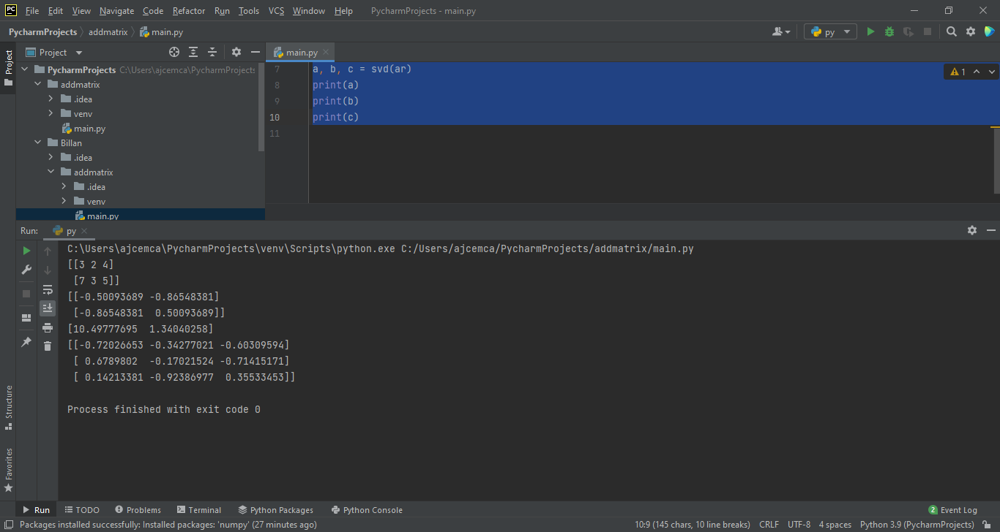 PC File Edit View Navigate Code Refactor Run Tools VCS Window Help PycharmProjects - main.py
PycharmProjects addmatrix main.py py
Project
Project main.py
PycharmProjects C:\Users\ajcemca\PycharmProjects
addmatrix
.idea
venv
main.py
Billan
.idea
addmatrix
.idea
venv
main.py
7 a, b, c = svd(ar)
8 print(a)
9 print(b)
10 print(c)
11
1
Run: py
C:\Users\ajcemca\PycharmProjects\venv\Scripts\python.exe C:/Users/ajcemca/PycharmProjects/addmatrix/main.py
[[3 2 4]
 [7 3 5]]
[[-0.50093689 -0.86548381]
 [-0.86548381  0.50093689]]
[10.49777695  1.34040258]
[[-0.72026653 -0.34277021 -0.60309594]
 [ 0.6789802  -0.17021524 -0.71415171]
 [ 0.14213381 -0.92386977  0.35533453]]
Process finished with exit code 0
Structure
Favorites
Run TODO Problems Terminal Python Packages Python Console 2 Event Log
Packages installed successfully: Installed packages: 'numpy' (27 minutes ago) 10:9 (145 chars, 10 line breaks) CRLF UTF-8 4 spaces Python 3.9 (PycharmProjects)